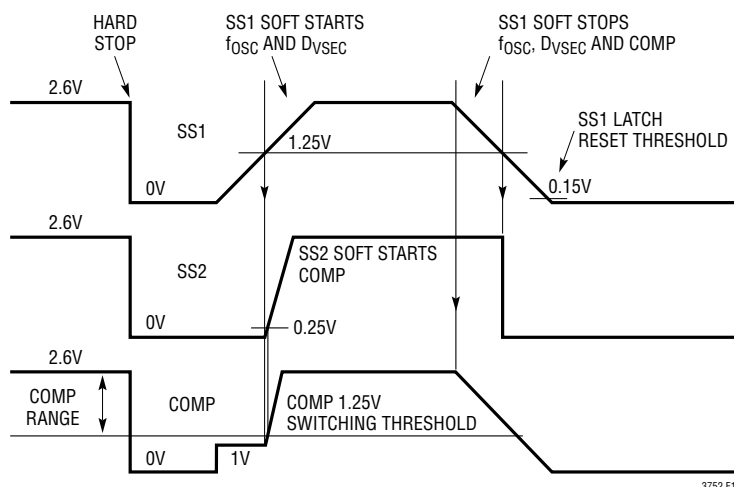 HARD
STOP
SS1 SOFT STARTS
fOSC AND DVSEC
SS1 SOFT STOPS
fOSC, DVSEC AND COMP
2.6V
SS1
1.25V
0V
SS1 LATCH
RESET THRESHOLD
0.15V
2.6V
SS2
0V
SS2 SOFT STARTS
COMP
0.25V
2.6V
COMP
RANGE
COMP
COMP 1.25V
SWITCHING THRESHOLD
0V
1V